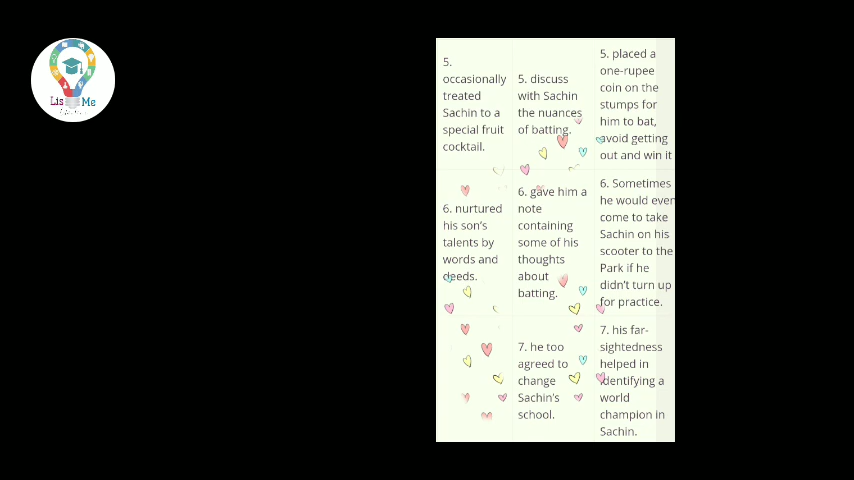 Lis Me
5.
occasionally
treated
Sachin to a
special fruit
cocktail.
5. discuss
with Sachin
the nuances
of batting.
5. placed a
one-rupee
coin on the
stumps for
him to bat,
avoid getting
out and win it
6. nurtured
his son's
talents by
words and
deeds.
6. gave him a
note
containing
some of his
thoughts
about
batting.
6. Sometimes
he would even
come to take
Sachin on his
scooter to the
Park if he
didn't turn up
for practice.
7. he too
agreed to
change
Sachin's
school.
7. his far-
sightedness
helped in
identifying a
world
champion in
Sachin.